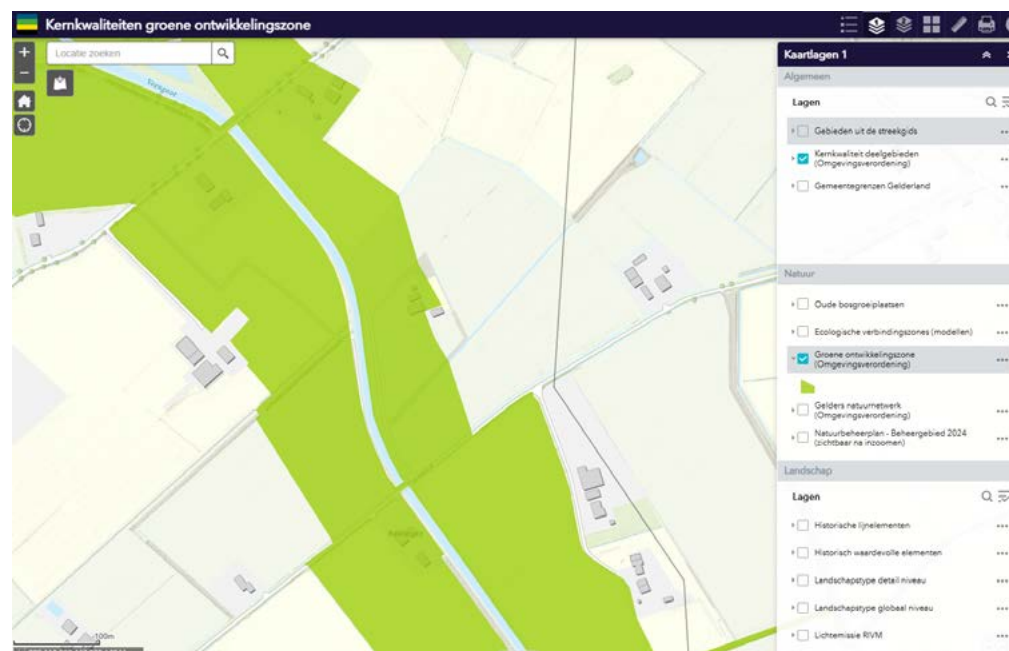 Kernkwaliteiten groene ontwikkelingszone
Locatie zoeken
Kaartlagen 1
Algemeen
Lagen
Gebieden uit de streekgids
Kernkwaliteit deelgebieden
(Omgevingsverordening)
Gemeentegrenzen Gelderland
Natuur
Oude bosgroeiplaatsen
Ecologische verbindingszones (modellen)
Groene ontwikkelingszone
(Omgevingsverordening)
Gelders natuurnetwerk
(Omgevingsverordening)
Natuurbeheerplan - Beheergebied 2024
(zichtbaar na inzoomen)
Landschap
Lagen
Historische lijnelementen
Historisch waardevolle elementen
Landschapstype detail niveau
Landschapstype globaal niveau
Lichtemissie RIVM
100m